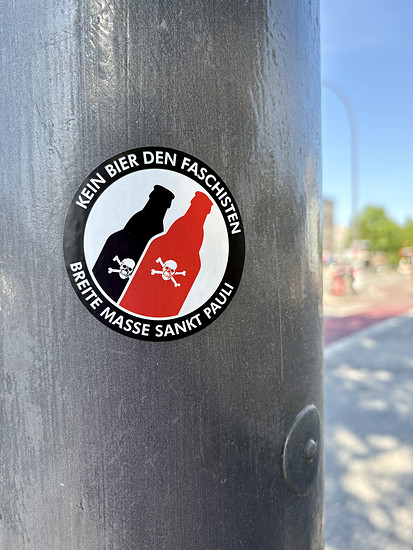 KEIN BIER DEN FASCHISTEN
BREITE MASSE SANKT PAULI